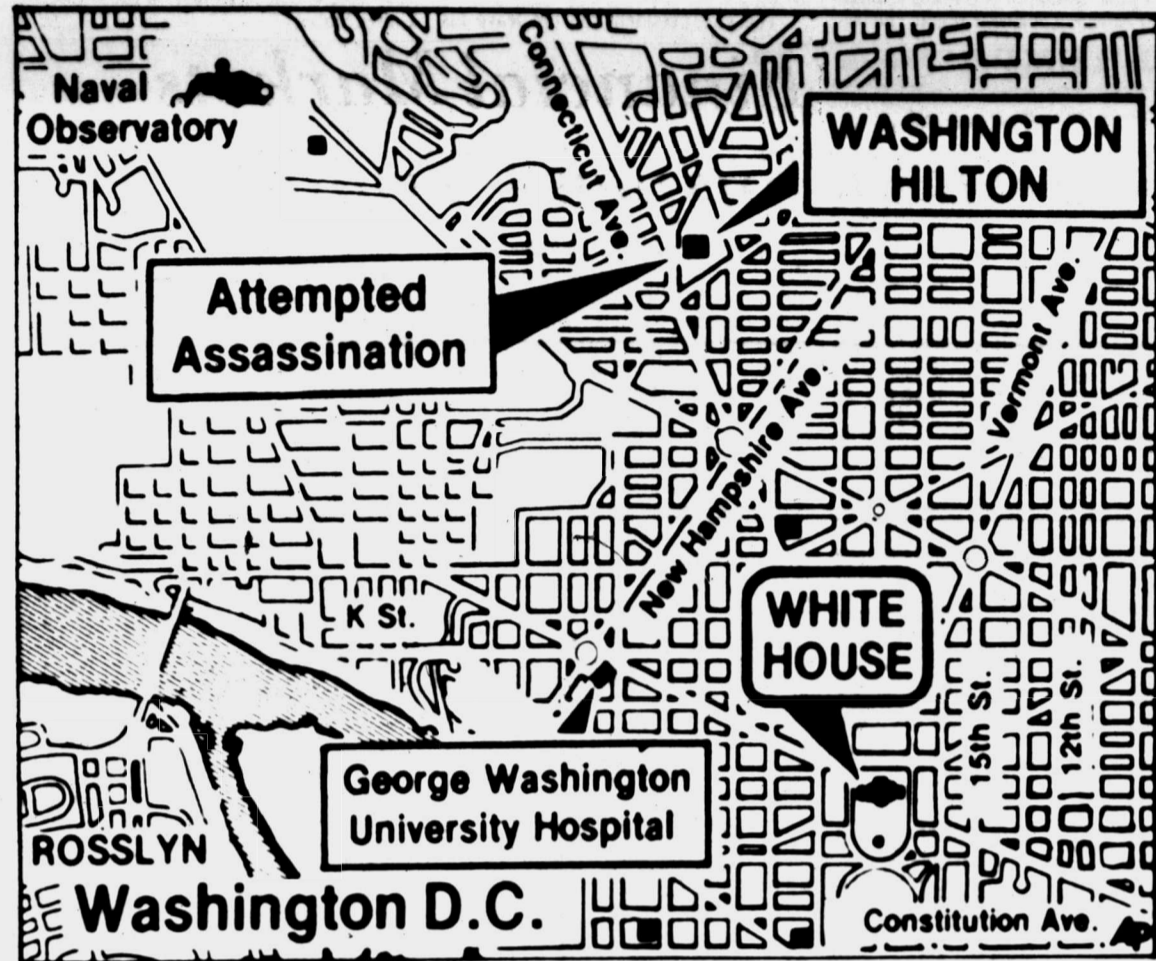 Naval
Observatory
Connecticut Ave.
WASHINGTON
HILTON
Attempted
Assassination
Vermont Ave.
New Hampshire Ave.
K St.
WHITE
HOUSE
15th St.
12th St.
George Washington
University Hospital
ROSSLYN
Washington D.C.
Constitution Ave.
AP